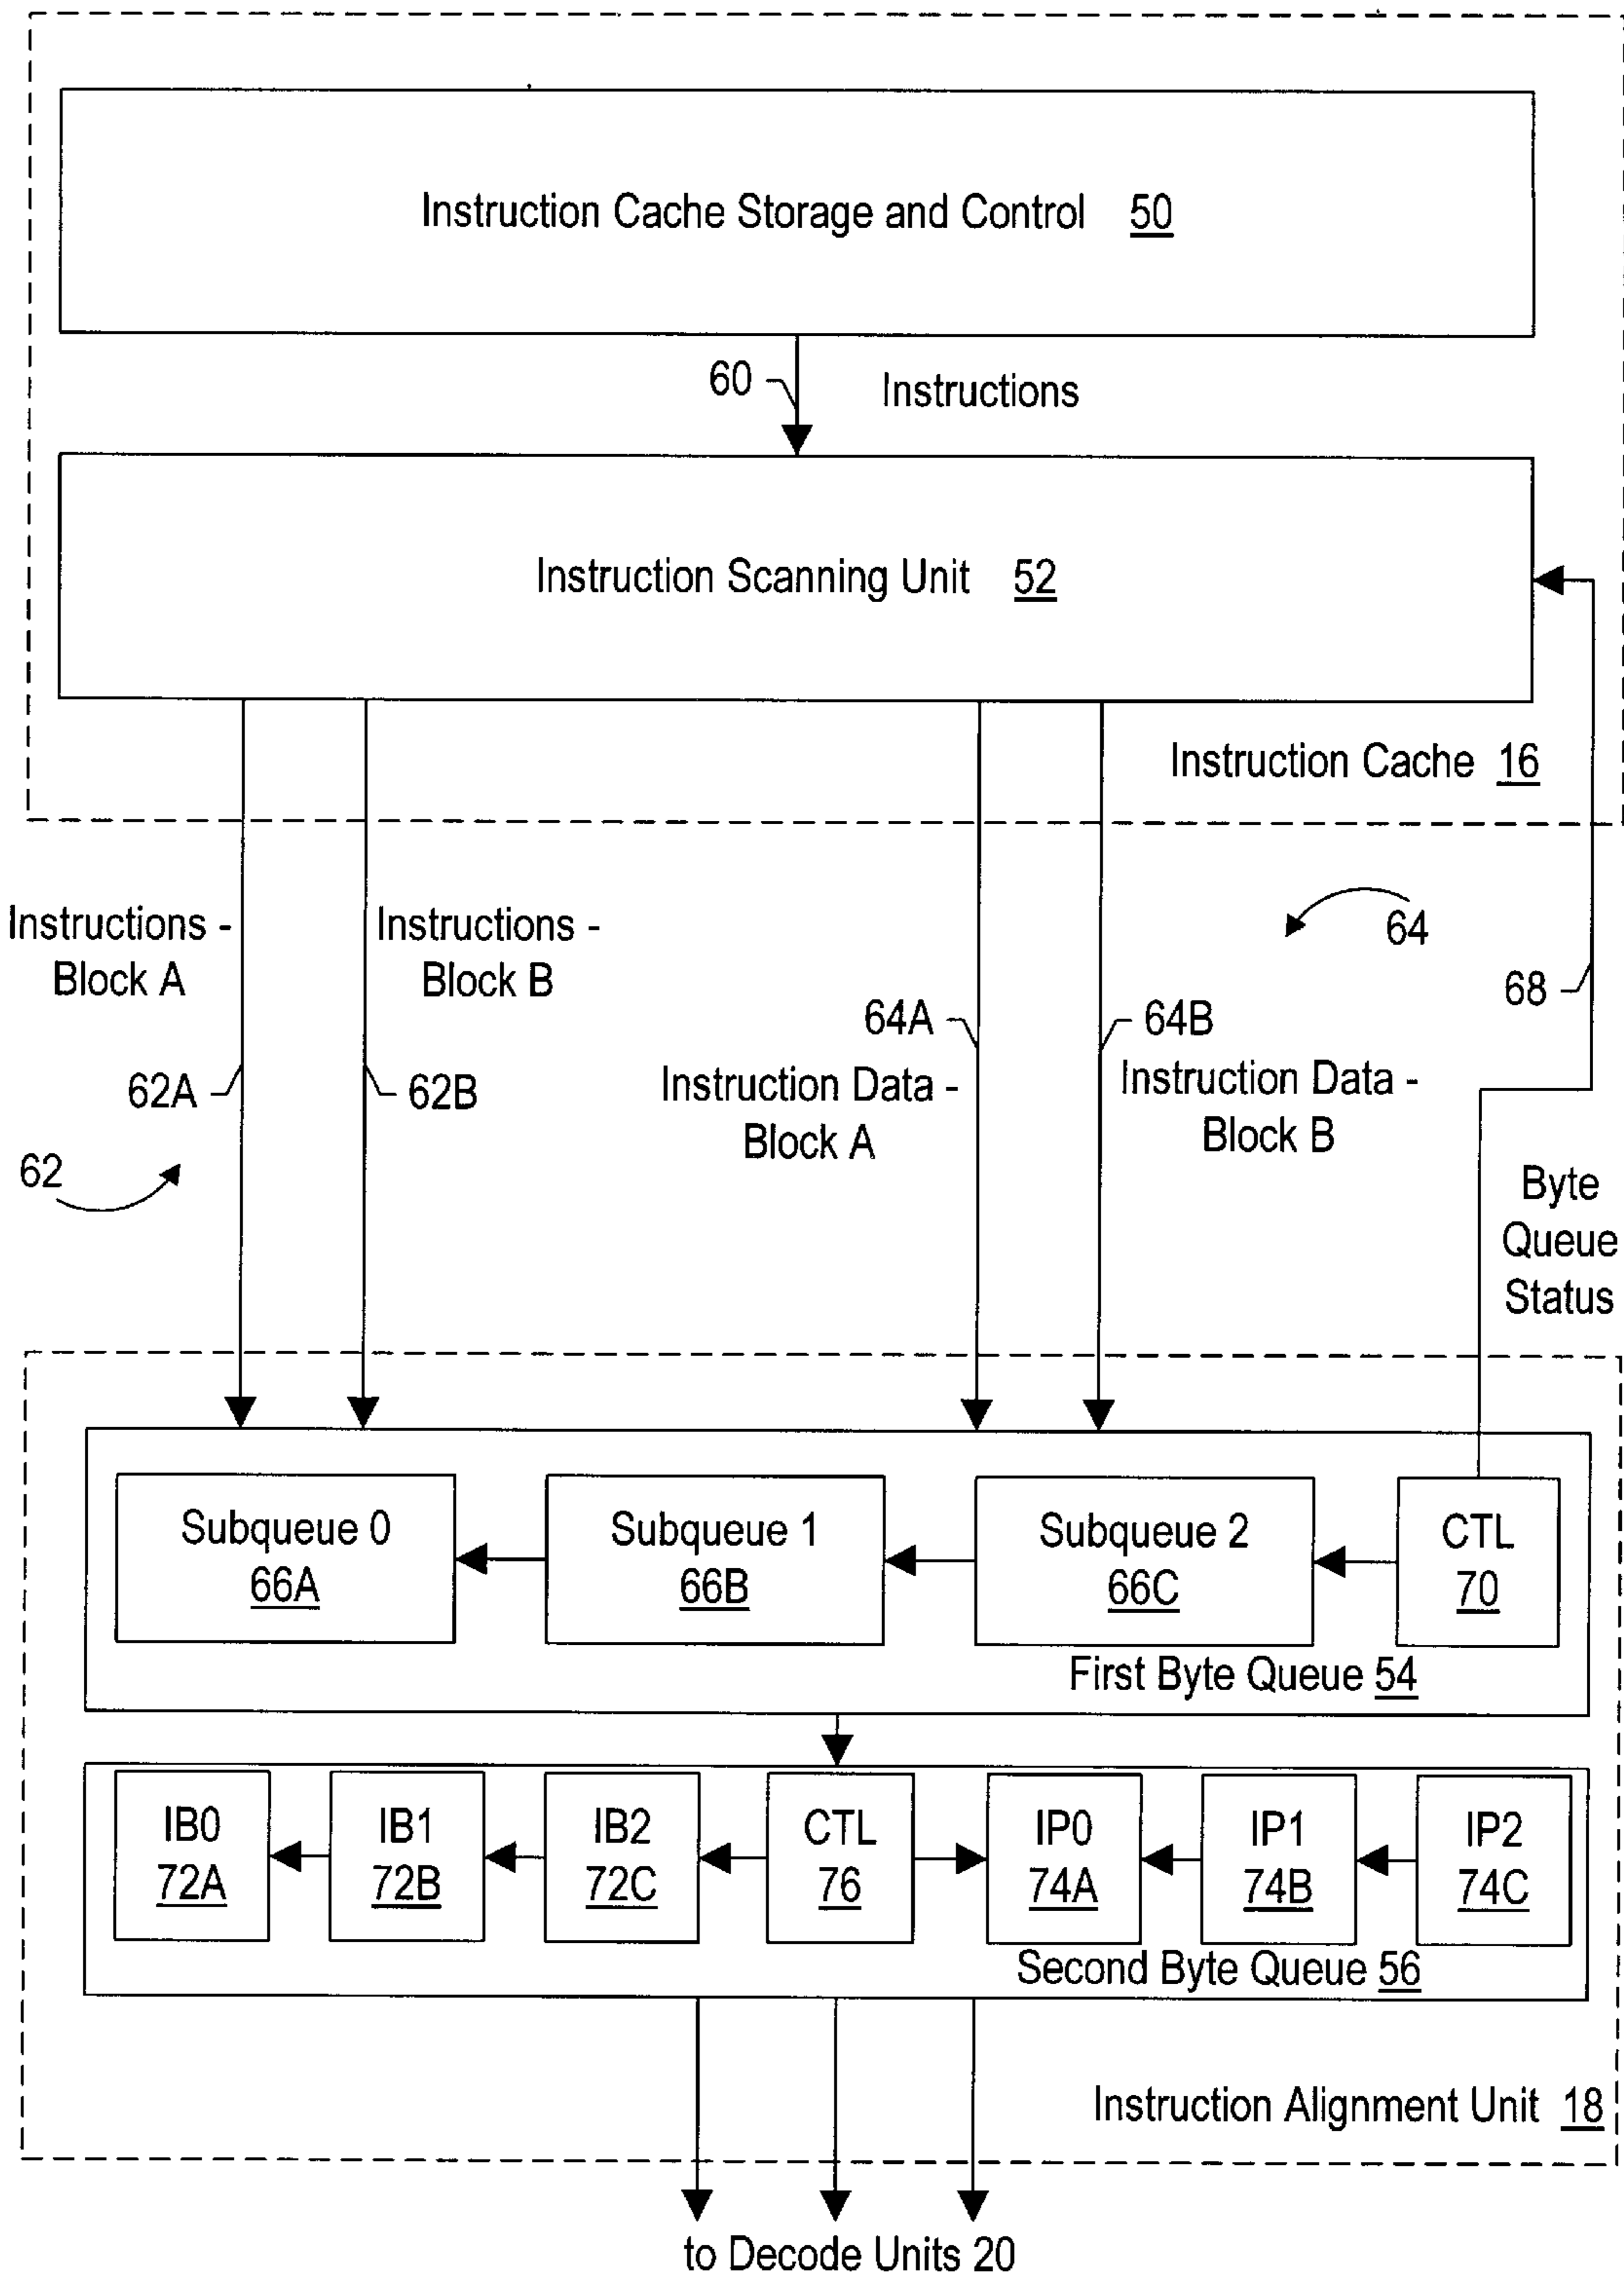 Instruction Cache Storage and Control 50
60
Instructions
Instruction Scanning Unit 52
Instruction Cache 16
Instructions -
Block A
Instructions -
Block B
64
68
64A
64B
62A
62B
Instruction Data -
Block A
Instruction Data -
Block B
62
Byte
Queue
Status
Subqueue 0
66A
Subqueue 1
66B
Subqueue 2
66C
CTL
70
First Byte Queue 54
IB0
72A
IB1
72B
IB2
72C
CTL
76
IP0
74A
IP1
74B
IP2
74C
Second Byte Queue 56
Instruction Alignment Unit 18
to Decode Units 20